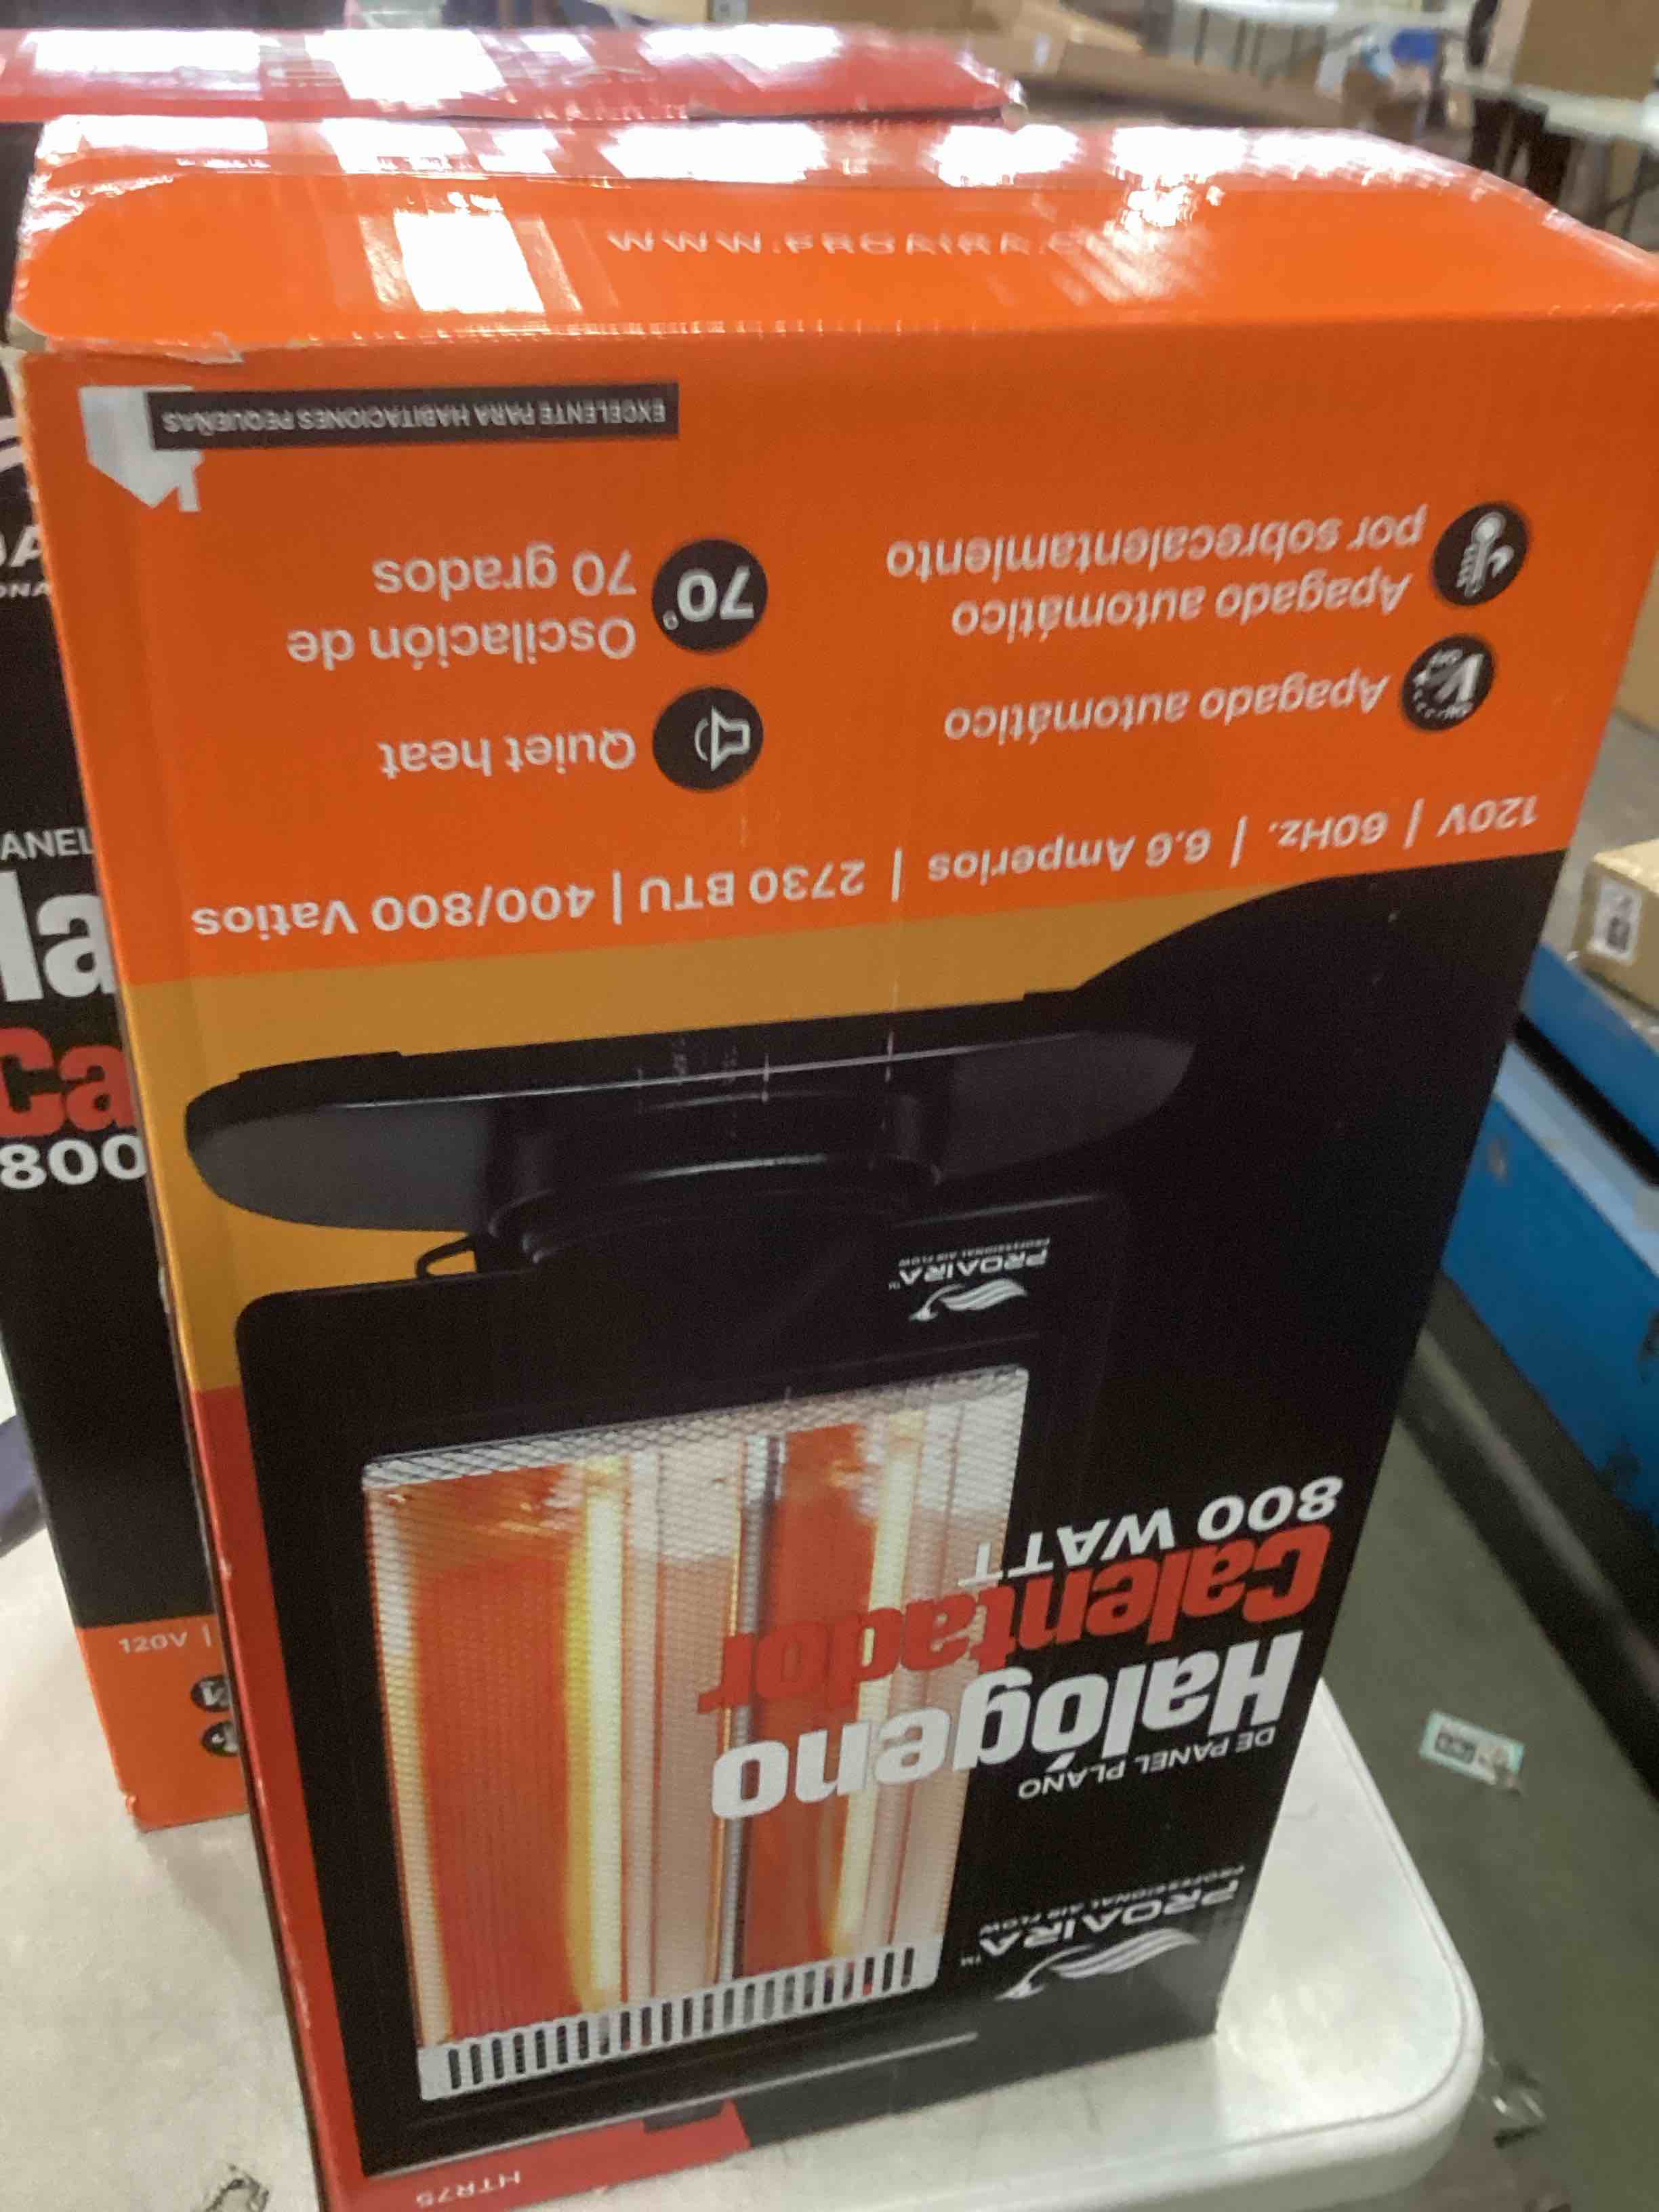 HTR75
PROAIRA™
PROFESSIONAL AIR FLOW
DE PANEL PLANO
Halógeno
Calentador
800 WATT
PROAIRA™
PROFESSIONAL AIR FLOW
120V | 60Hz. | 6.6 Amperios | 2730 BTU | 400/800 Vatios
Apagado automático
Quiet heat
Apagado automático
por sobrecalentamiento
70°
Oscilación de
70 grados
EXCELENTE PARA HABITACIONES PEQUEÑAS
WWW.PROAIRA.
ANEL
Ca
800
120V |